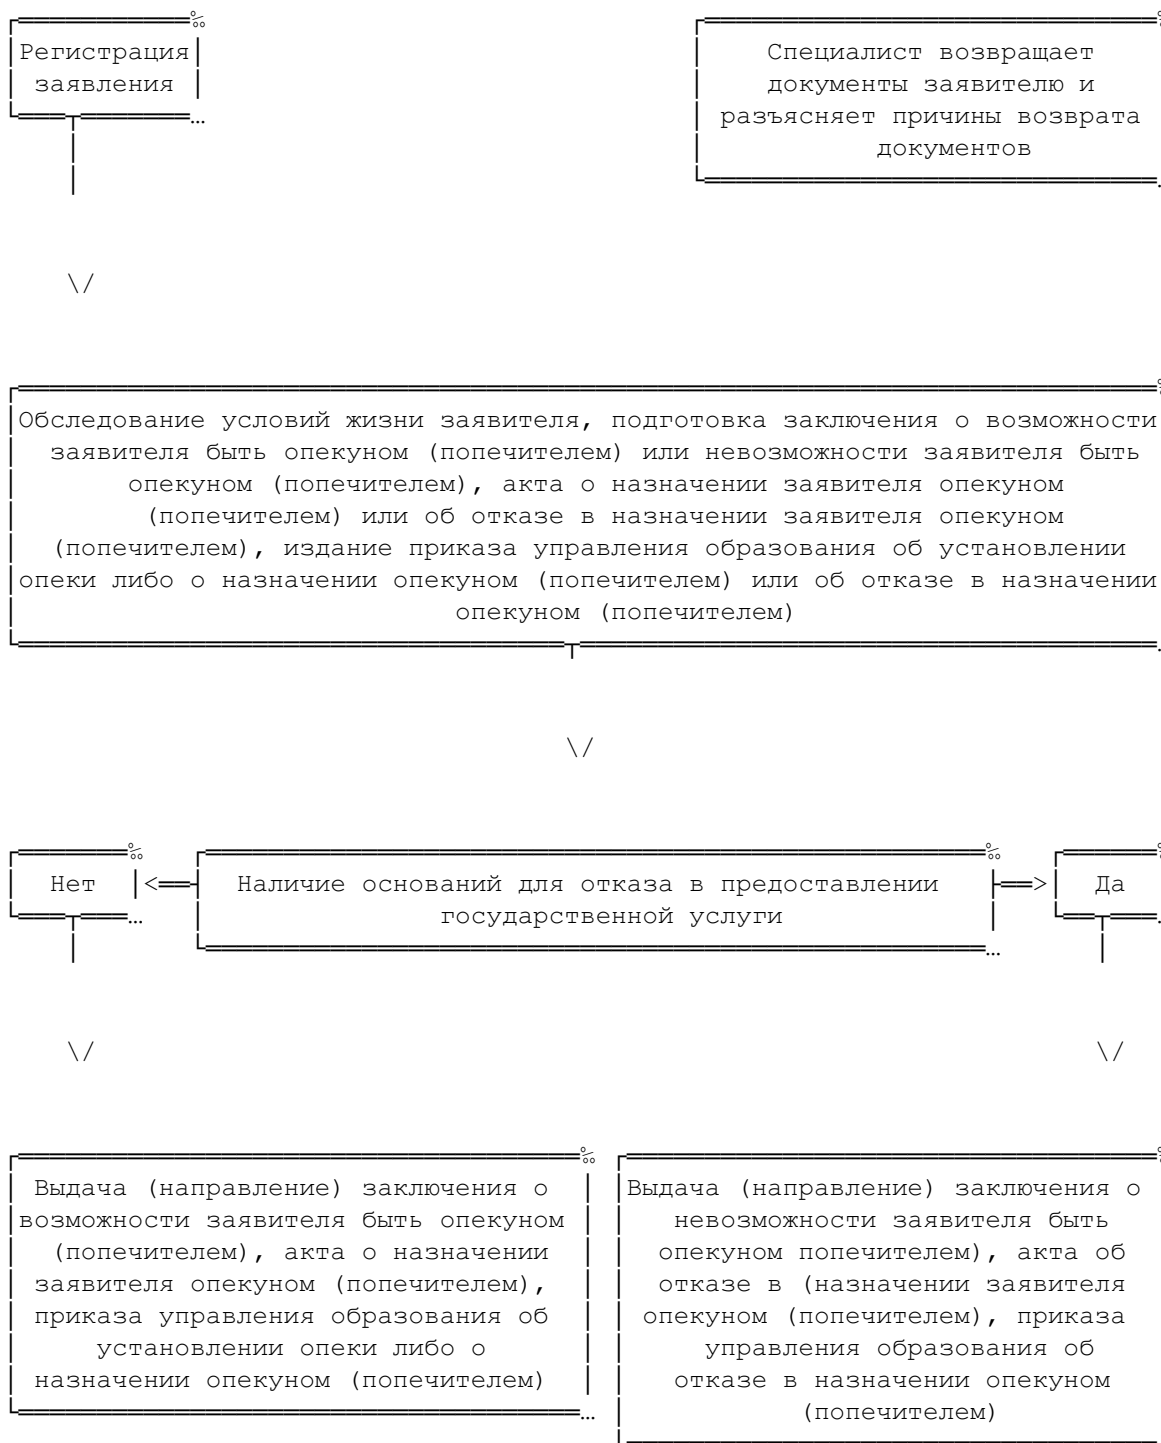 Регистрация
заявления
Специалист возвращает
документы заявителю и
разъясняет причины возврата
документов
\/
Обследование условий жизни заявителя, подготовка заключения о возможности
заявителя быть опекуном (попечителем) или невозможности заявителя быть
опекуном (попечителем), акта о назначении заявителя опекуном
(попечителем) или об отказе в назначении заявителя опекуном
(попечителем), издание приказа управления образования об установлении
опеки либо о назначении опекуном (попечителем) или об отказе в назначении
опекуном (попечителем)
\/
Нет
Наличие оснований для отказа в предоставлении
государственной услуги
Да
\/ \/
Выдача (направление) заключения о
возможности заявителя быть опекуном
(попечителем), акта о назначении
заявителя опекуном (попечителем),
приказа управления образования об
установлении опеки либо о
назначении опекуном (попечителем)
Выдача (направление) заключения о
невозможности заявителя быть
опекуном попечителем), акта об
отказе в (назначении заявителя
опекуном (попечителем), приказа
управления образования об
отказе в назначении опекуном
(попечителем)